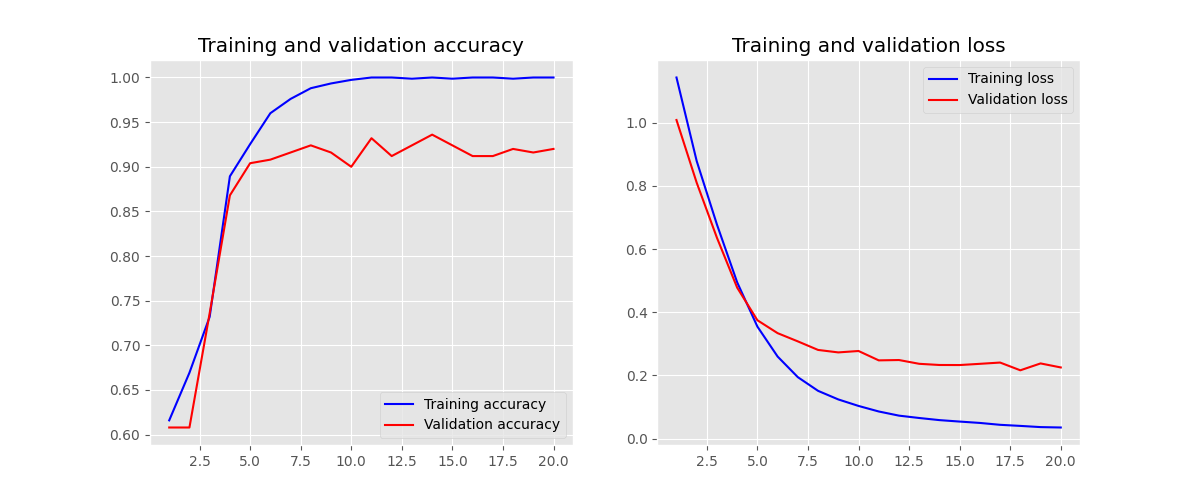 Training and validation accuracy
1.00
0.95
0.90
0.85
0.80
0.75
0.70
0.65
0.60
Training accuracy
Validation accuracy
2.5 5.0 7.5 10.0 12.5 15.0 17.5 20.0
Training and validation loss
Training loss
Validation loss
1.0
0.8
0.6
0.4
0.2
0.0
2.5 5.0 7.5 10.0 12.5 15.0 17.5 20.0